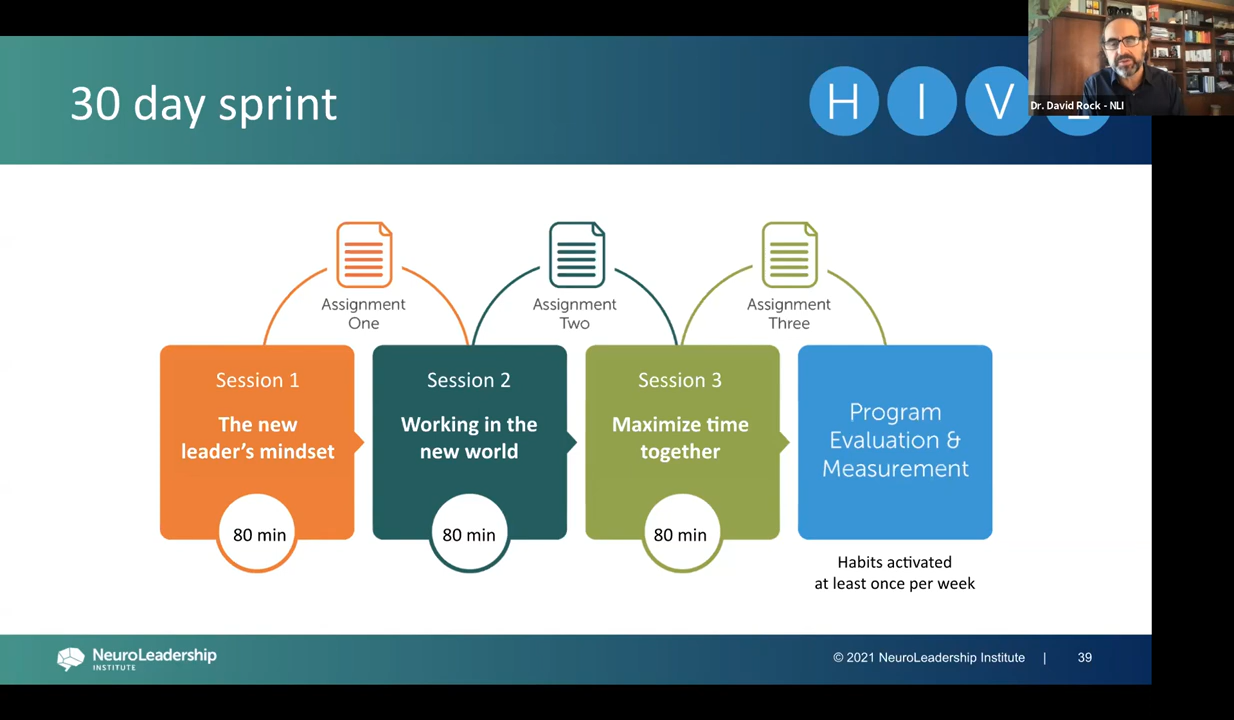 30 day sprint
H I V
Dr. David Rock - NLI
Assignment
One
Assignment
Two
Assignment
Three
Session 1
The new
leader's mindset
80 min
Session 2
Working in the
new world
80 min
Session 3
Maximize time
together
80 min
Program
Evaluation &
Measurement
Habits activated
at least once per week
NeuroLeadership
INSTITUTE
© 2021 NeuroLeadership Institute | 39